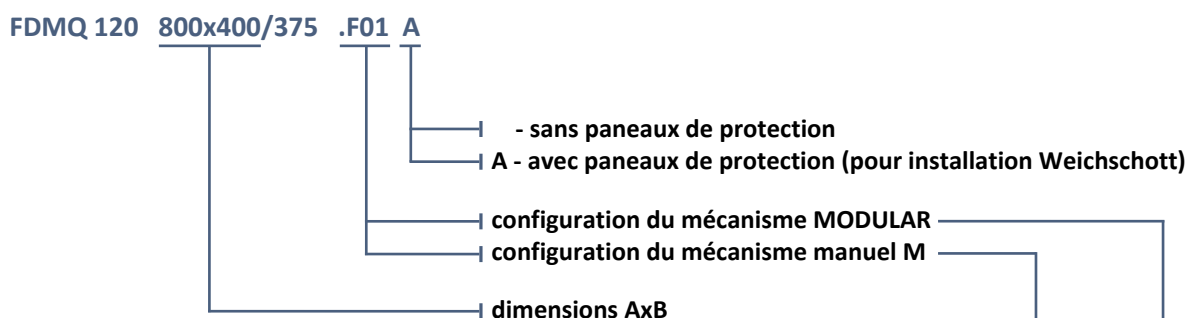 FDMQ 120 800x400/375 .F01 A
- sans paneaux de protection
A - avec paneaux de protection (pour installation Weichschott)
configuration du mécanisme MODULAR
configuration du mécanisme manuel M
dimensions AxB